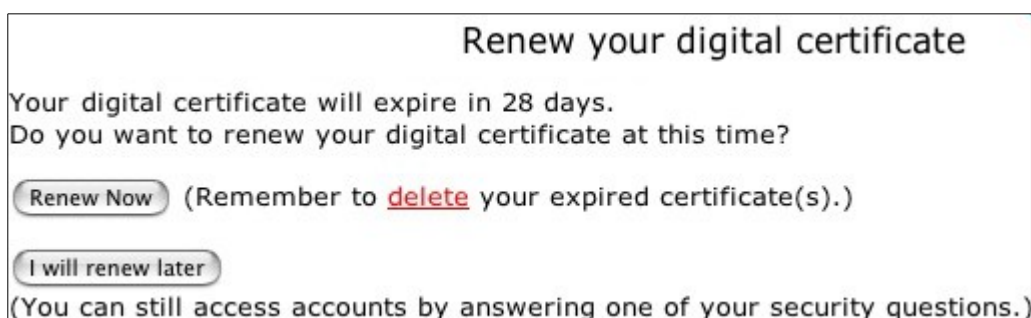 Renew your digital certificate
Your digital certificate will expire in 28 days.
Do you want to renew your digital certificate at this time?
Renew Now (Remember to delete your expired certificate(s).)
I will renew later
(You can still access accounts by answering one of your security questions.)